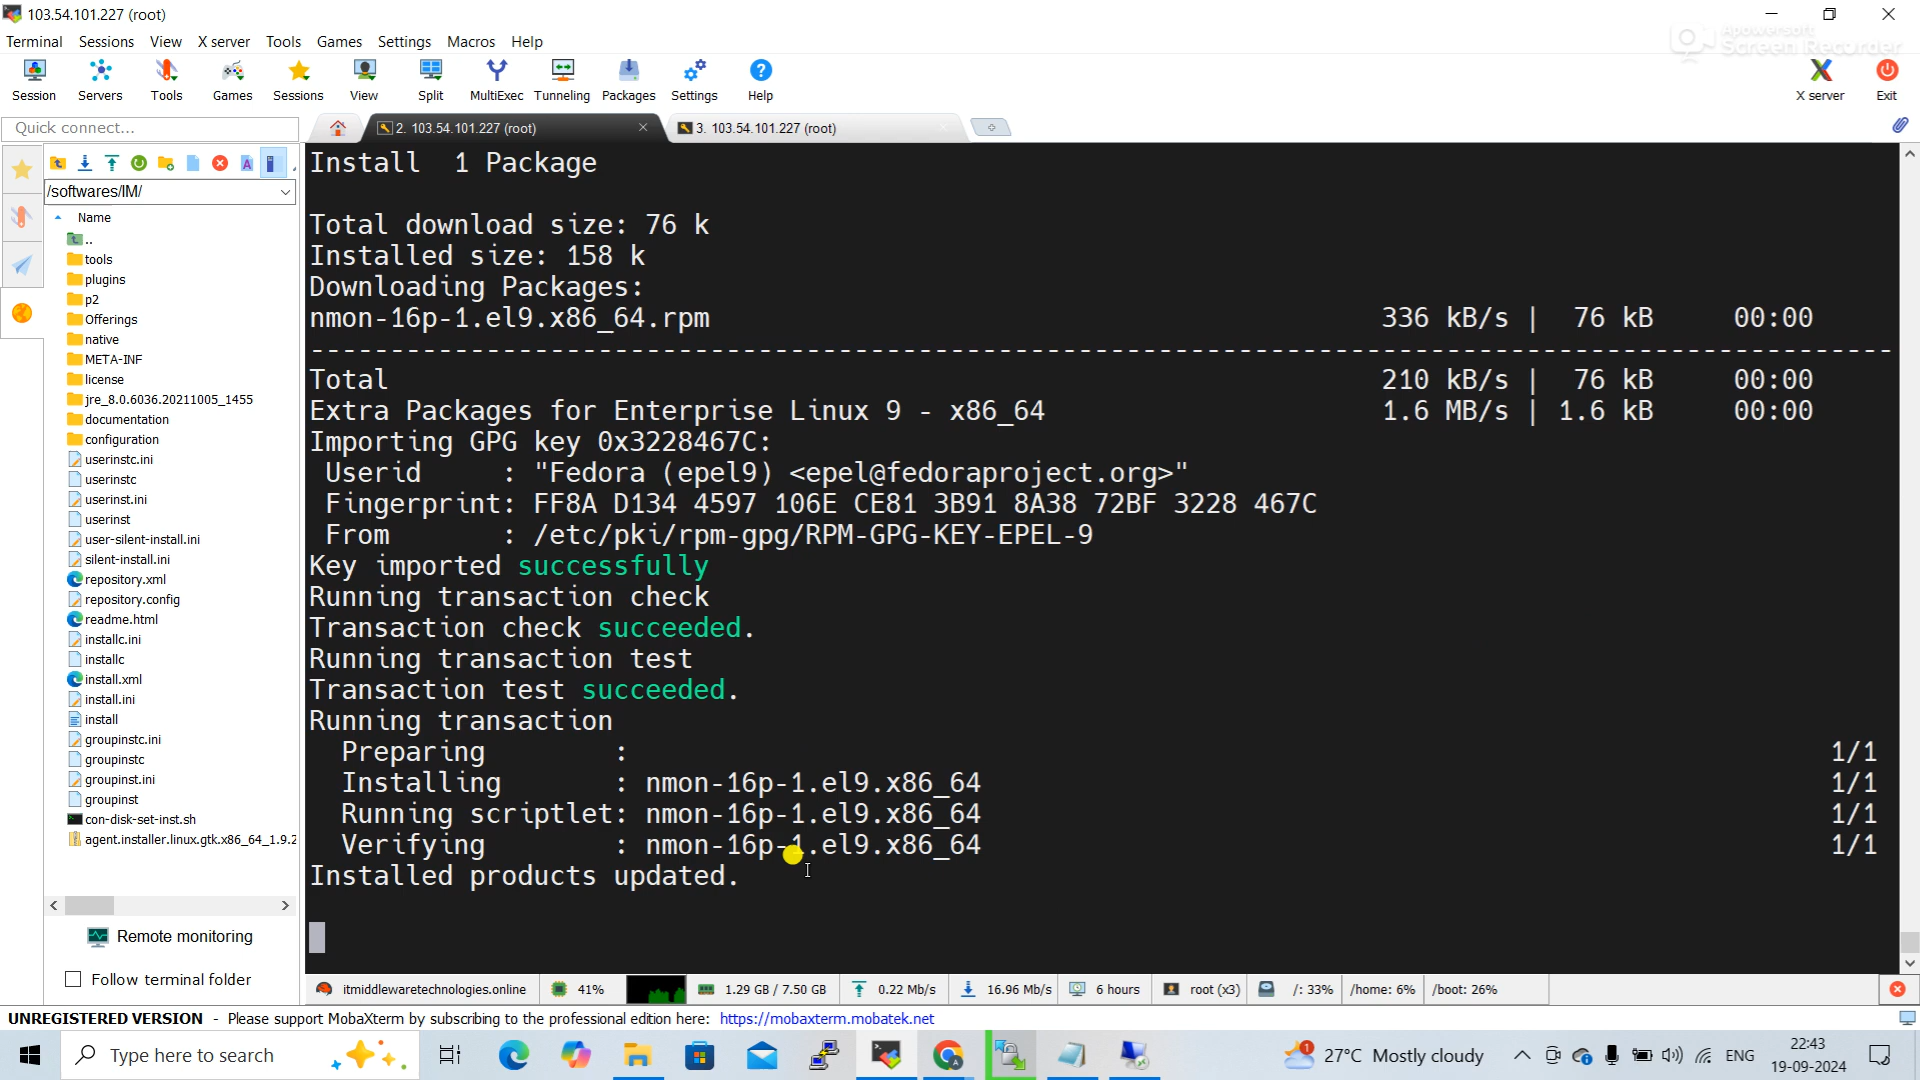 103.54.101.227 (root)
Apowersoft
Screen Recorder
Terminal Sessions View X server Tools Games Settings Macros Help
Session Servers Tools Games Sessions View Split MultiExec Tunneling Packages Settings Help X server Exit
Quick connect...
2. 103.54.101.227 (root)
3. 103.54.101.227 (root)
/softwares/IM/
Name
..
tools
plugins
p2
Offerings
native
META-INF
license
jre_8.0.6036.20211005_1455
documentation
configuration
userinstc.ini
userinstc
userinst.ini
userinst
user-silent-install.ini
silent-install.ini
repository.xml
repository.config
readme.html
installc.ini
installc
install.xml
install.ini
install
groupinstc.ini
groupinstc
groupinst.ini
groupinst
con-disk-set-inst.sh
agent.installer.linux.gtk.x86_64_1.9.2
Remote monitoring
Follow terminal folder
Install  1 Package
Total download size: 76 k
Installed size: 158 k
Downloading Packages:
nmon-16p-1.el9.x86_64.rpm 336 kB/s | 76 kB 00:00
--------------------------------------------------------------------------------
Total 210 kB/s | 76 kB 00:00
Extra Packages for Enterprise Linux 9 - x86_64 1.6 MB/s | 1.6 kB 00:00
Importing GPG key 0x3228467C:
Userid : "Fedora (epel9) <epel@fedoraproject.org>"
Fingerprint: FF8A D134 4597 106E CE81 3B91 8A38 72BF 3228 467C
From : /etc/pki/rpm-gpg/RPM-GPG-KEY-EPEL-9
Key imported successfully
Running transaction check
Transaction check succeeded.
Running transaction test
Transaction test succeeded.
Running transaction
Preparing : 1/1
Installing : nmon-16p-1.el9.x86_64 1/1
Running scriptlet: nmon-16p-1.el9.x86_64 1/1
Verifying : nmon-16p-1.el9.x86_64 1/1
Installed products updated.
itmiddlewaretechnologies.online 41% 1.29 GB / 7.50 GB 0.22 Mb/s 16.96 Mb/s 6 hours root (x3) /: 33% /home: 6% /boot: 26%
UNREGISTERED VERSION - Please support MobaXterm by subscribing to the professional edition here: https://mobaxterm.mobatek.net
Type here to search
1
27°C Mostly cloudy
ENG
22:43
19-09-2024